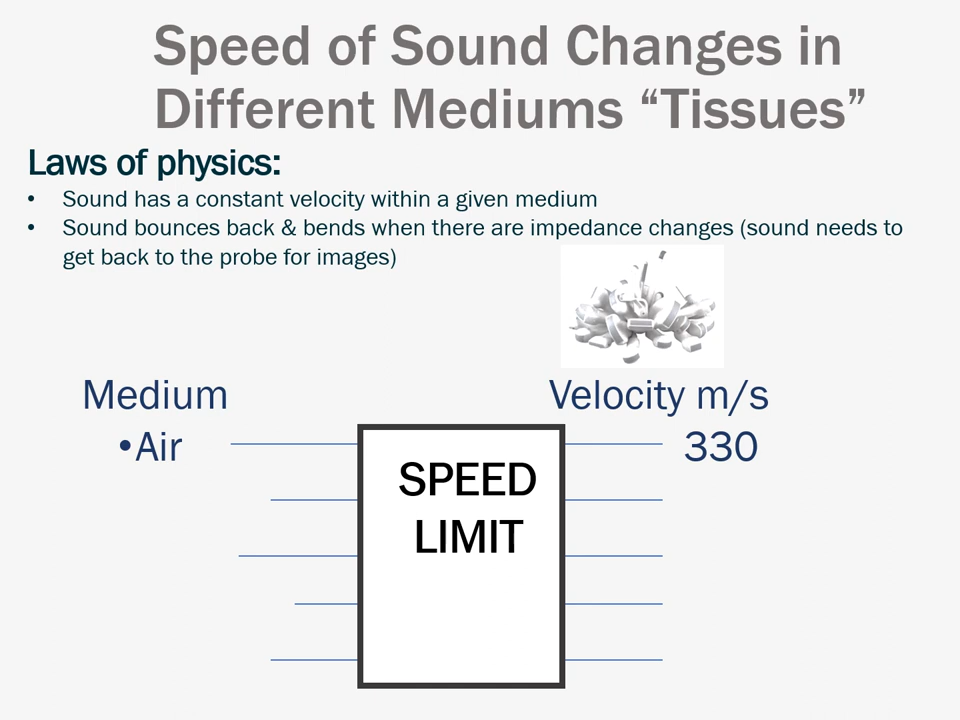 Speed of Sound Changes in
Different Mediums “Tissues”
Laws of physics:
• Sound has a constant velocity within a given medium
• Sound bounces back & bends when there are impedance changes (sound needs to
get back to the probe for images)
Medium
Velocity m/s
•Air
330
SPEED
LIMIT